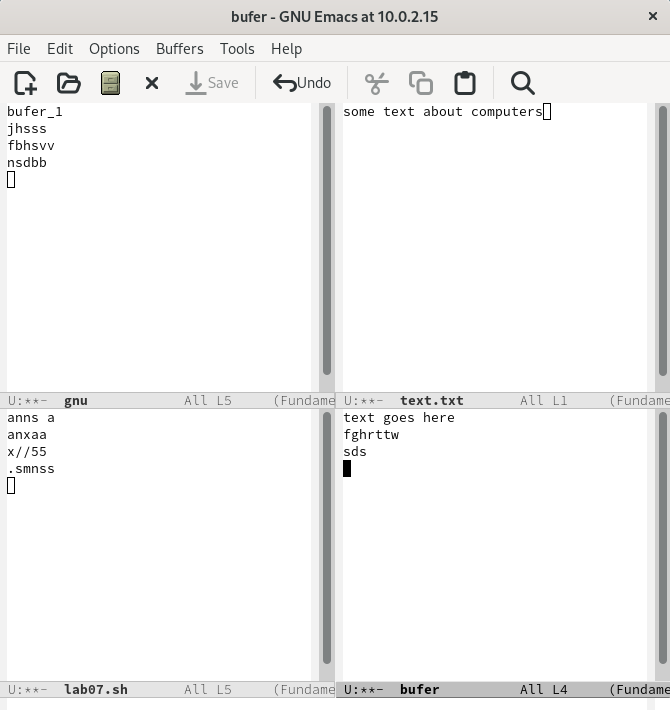 bufer - GNU Emacs at 10.0.2.15
File Edit Options Buffers Tools Help
Save Undo
bufer_1
jhsss
fbhsvv
nsdbb
U:**- gnu All L5 (Fundame
some text about computers
U:**- text.txt All L1 (Fundame
anns a
anxaa
x//55
.smnss
U:**- lab07.sh All L5 (Fundame
text goes here
fghrttw
sds
U:**- bufer All L4 (Fundame